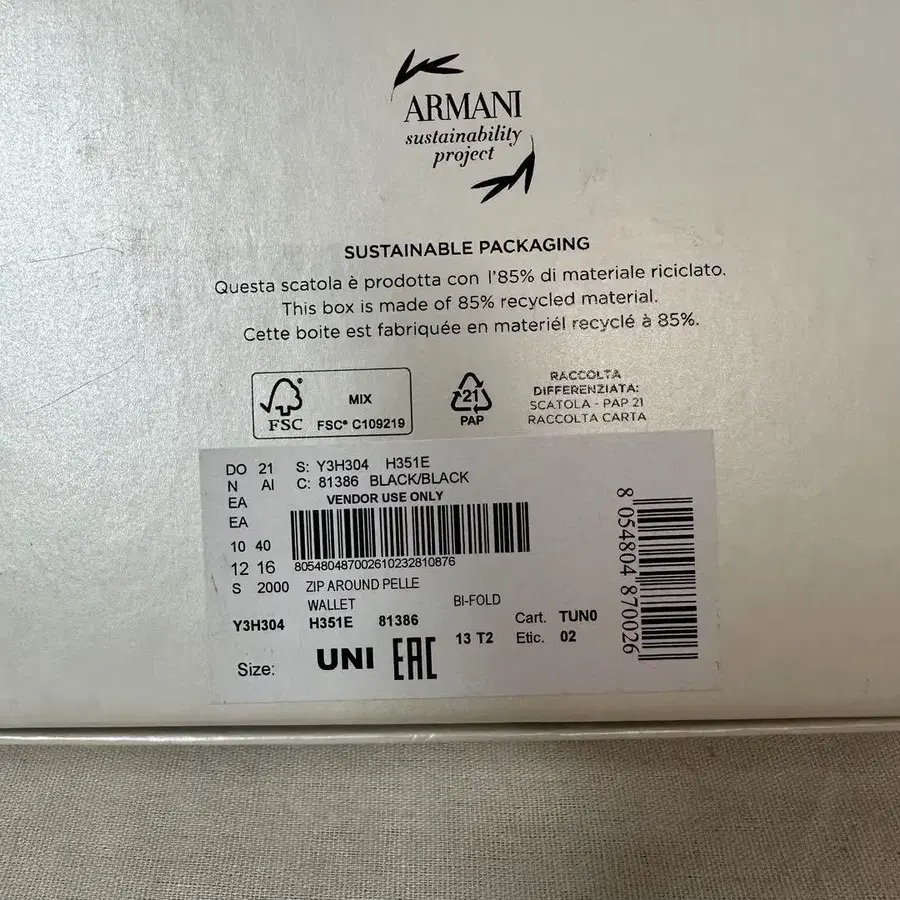 ARMANI
sustainability
project
SUSTAINABLE PACKAGING
Questa scatola è prodotta con l'85% di materiale riciclato.
This box is made of 85% recycled material.
Cette boite est fabriquée en materiél recyclé à 85%.
FSC
MIX
FSC® C109219
21
PAP
RACCOLTA
DIFFERENZIATA:
SCATOLA - PAP 21
RACCOLTA CARTA
DO 21 S: Y3H304 H351E
N AI C: 81386 BLACK/BLACK
EA VENDOR USE ONLY
EA
10 40
12 16 805480487002610232810876
S 2000 ZIP AROUND PELLE
WALLET BI-FOLD
Y3H304 H351E 81386 Cart. TUN0
13 T2 Etic. 02
Size: UNI EAC
8 054804 870026